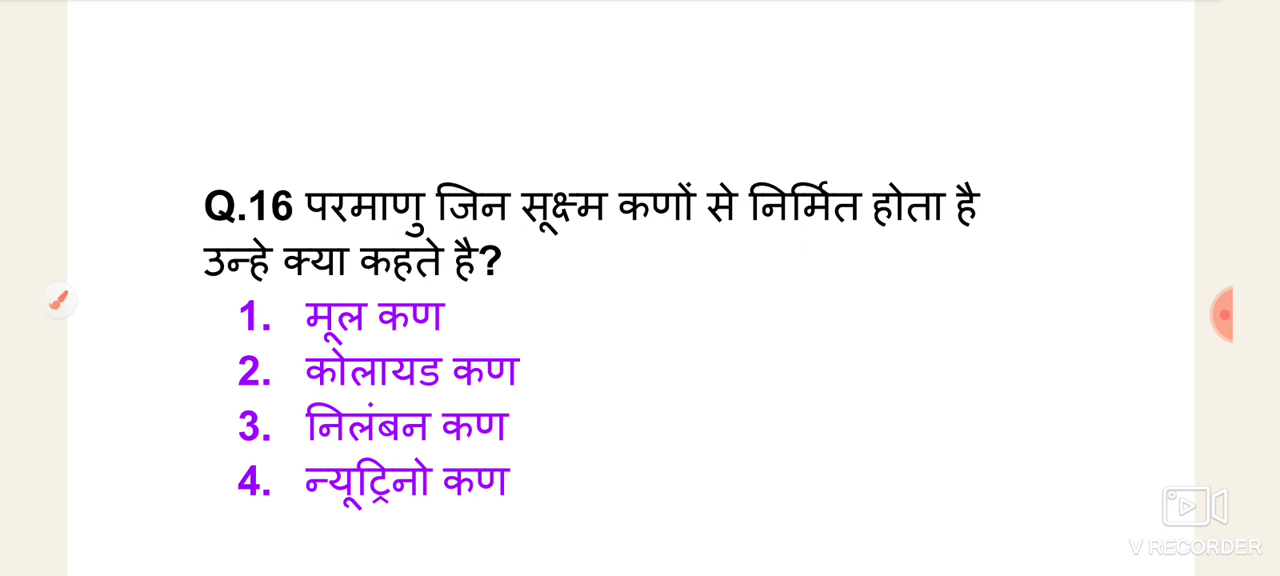 Q.16 परमाणु जिन सूक्ष्म कणों से निर्मित होता है
उन्हे क्या कहते है?
1. मूल कण
2. कोलायड कण
3. निलंबन कण
4. न्यूट्रिनो कण
V RECORDER